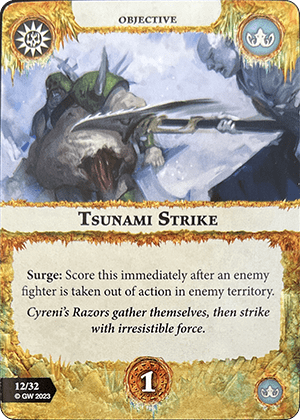 OBJECTIVE
TSUNAMI STRIKE
Surge: Score this immediately after an enemy
fighter is taken out of action in enemy territory.
Cyreni's Razors gather themselves, then strike
with irresistible force.
12/32
© GW 2023
1